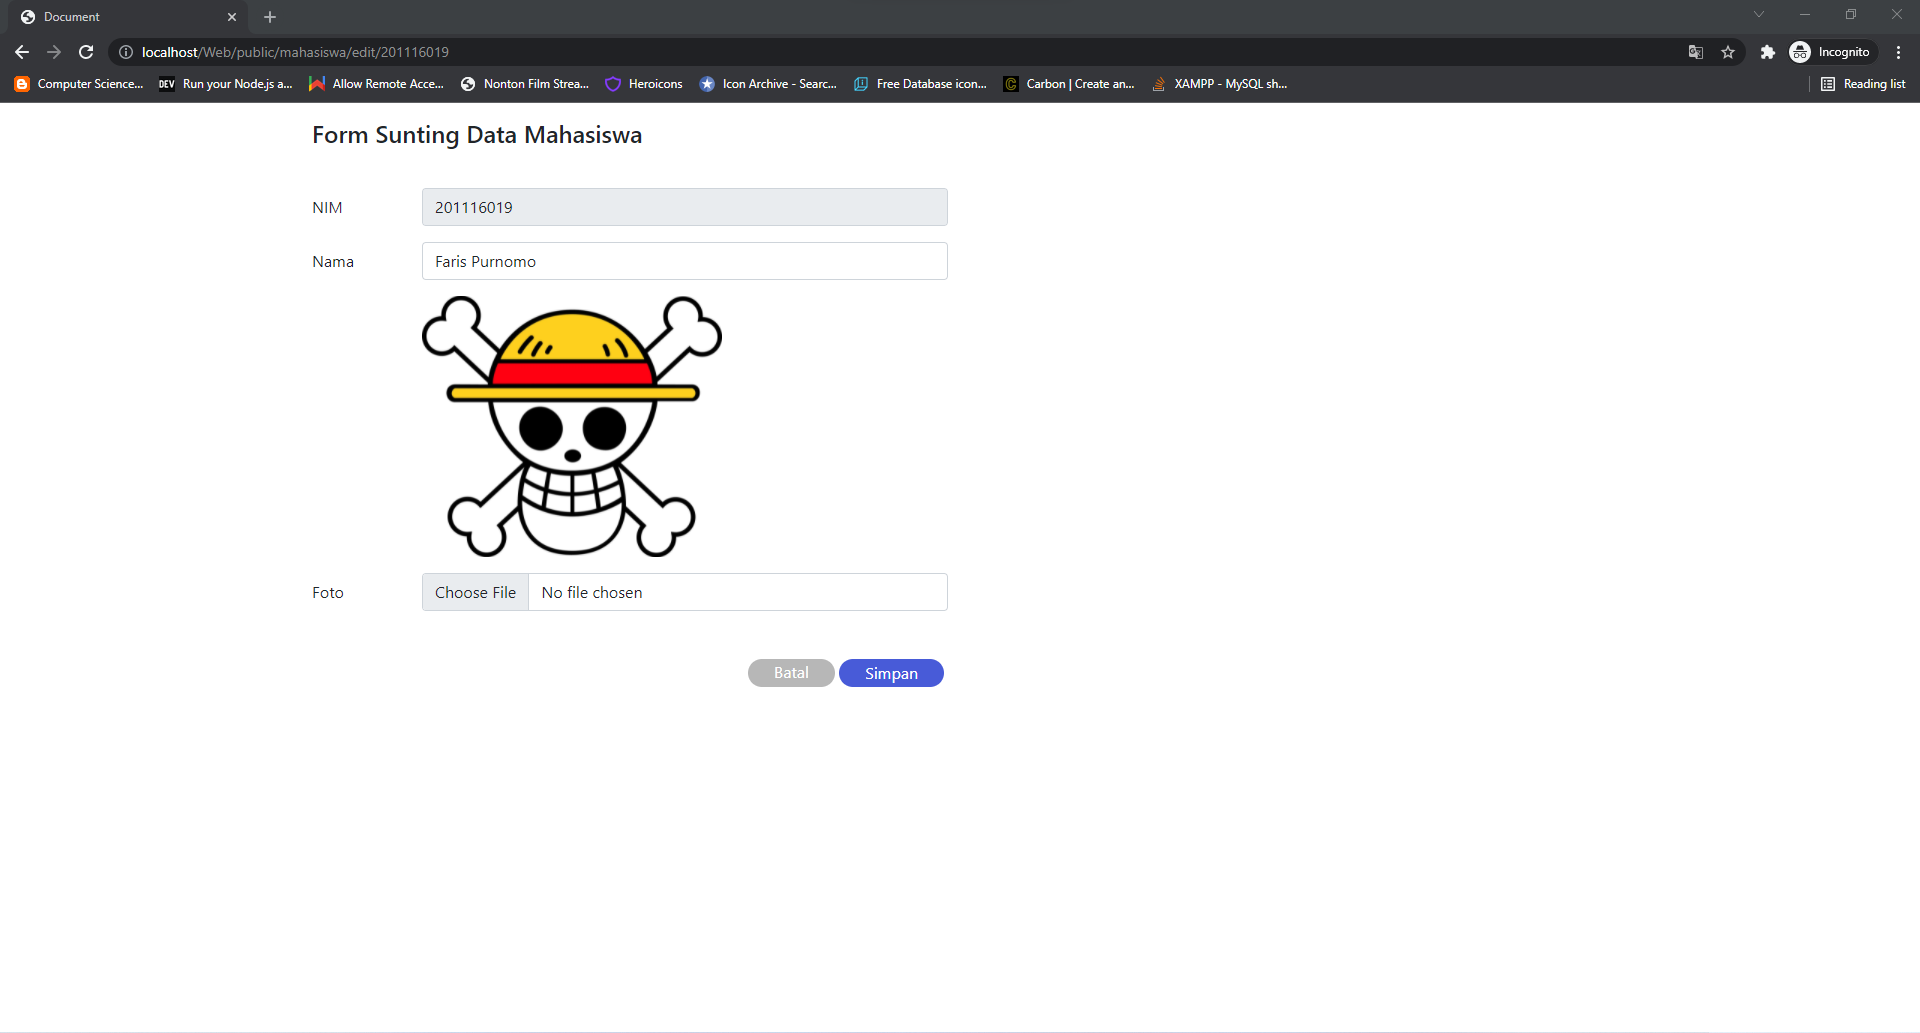 Document
localhost/Web/public/mahasiswa/edit/201116019
Incognito
Computer Science...
DEV
Run your Node.js a...
Allow Remote Acce...
Nonton Film Strea...
Heroicons
Icon Archive - Searc...
Free Database icon...
Carbon | Create an...
XAMPP - MySQL sh...
Reading list
Form Sunting Data Mahasiswa
NIM
201116019
Nama
Faris Purnomo
Foto
Choose File
No file chosen
Batal
Simpan